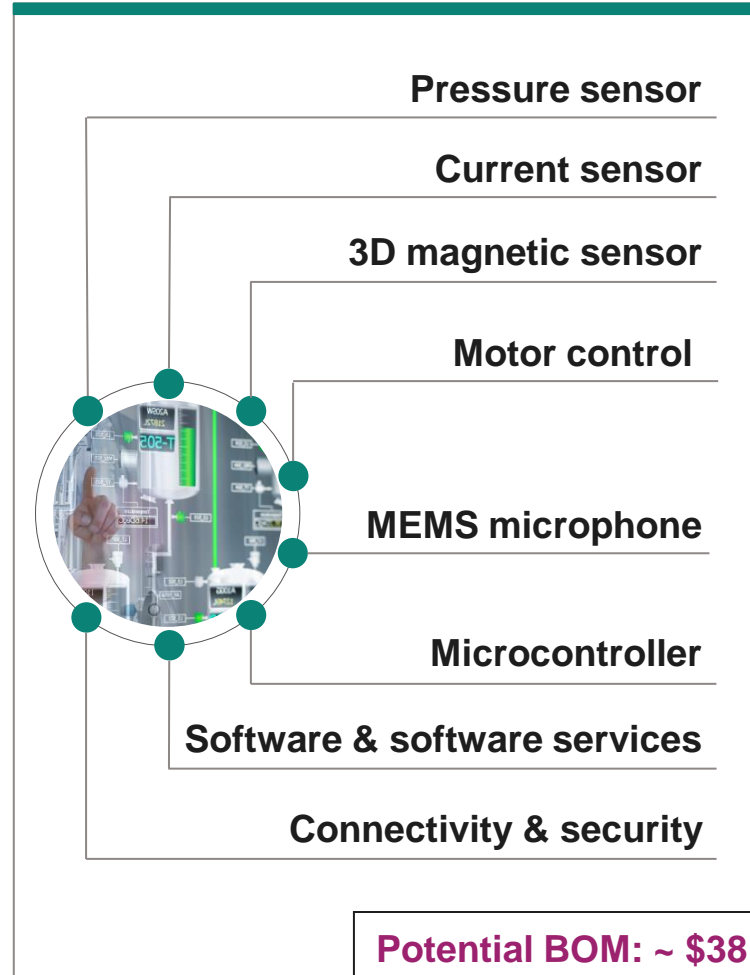 Pressure sensor
Current sensor
3D magnetic sensor
Motor control
MEMS microphone
Microcontroller
Software & software services
Connectivity & security
Potential BOM: ~ $38